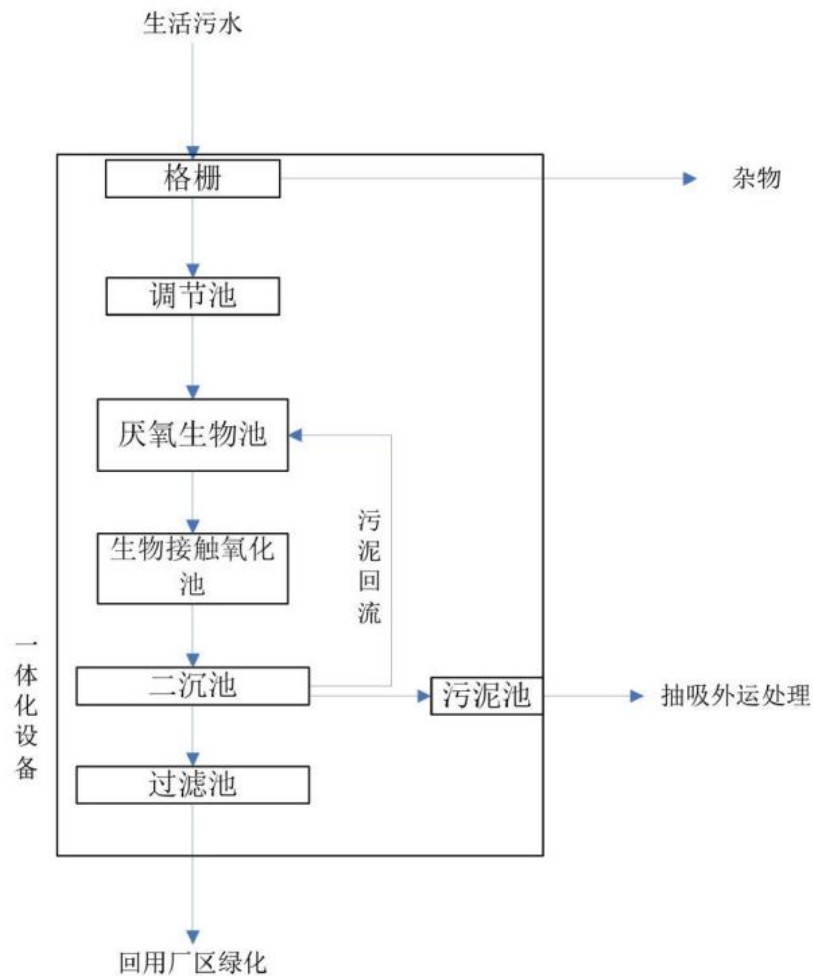 生活污水
格栅
杂物
调节池
厌氧生物池
污泥回流
生物接触氧化
池
一体化设备
二沉池
污泥池
抽吸外运处理
过滤池
回用厂区绿化